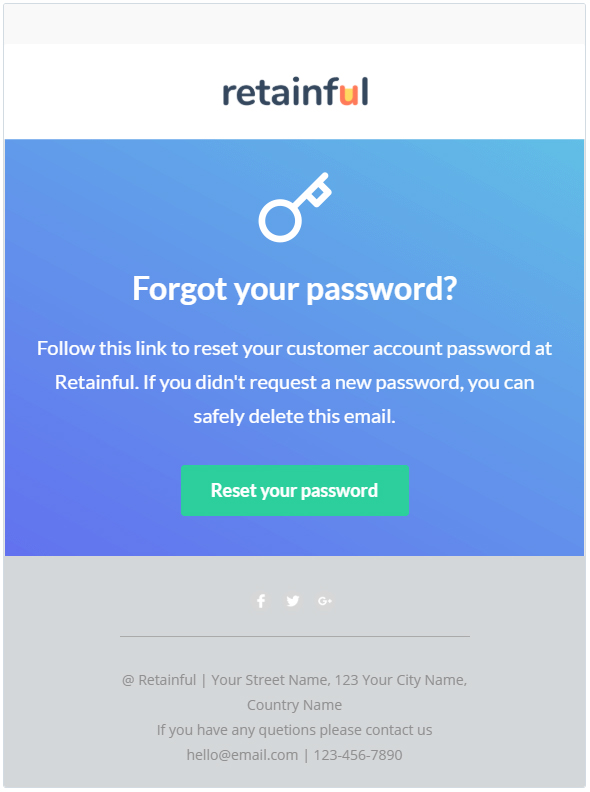 retainful
Forgot your password?
Follow this link to reset your customer account password at
Retainful. If you didn't request a new password, you can
safely delete this email.
Reset your password
f G+
@ Retainful | Your Street Name, 123 Your City Name,
Country Name
If you have any quetions please contact us
hello@email.com | 123-456-7890